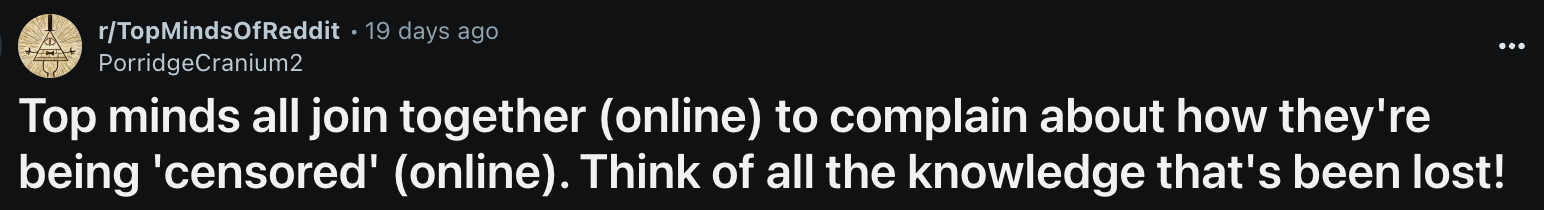 r/TopMindsOfReddit • 19 days ago
PorridgeCranium2
Top minds all join together (online) to complain about how they're
being 'censored' (online). Think of all the knowledge that's been lost!